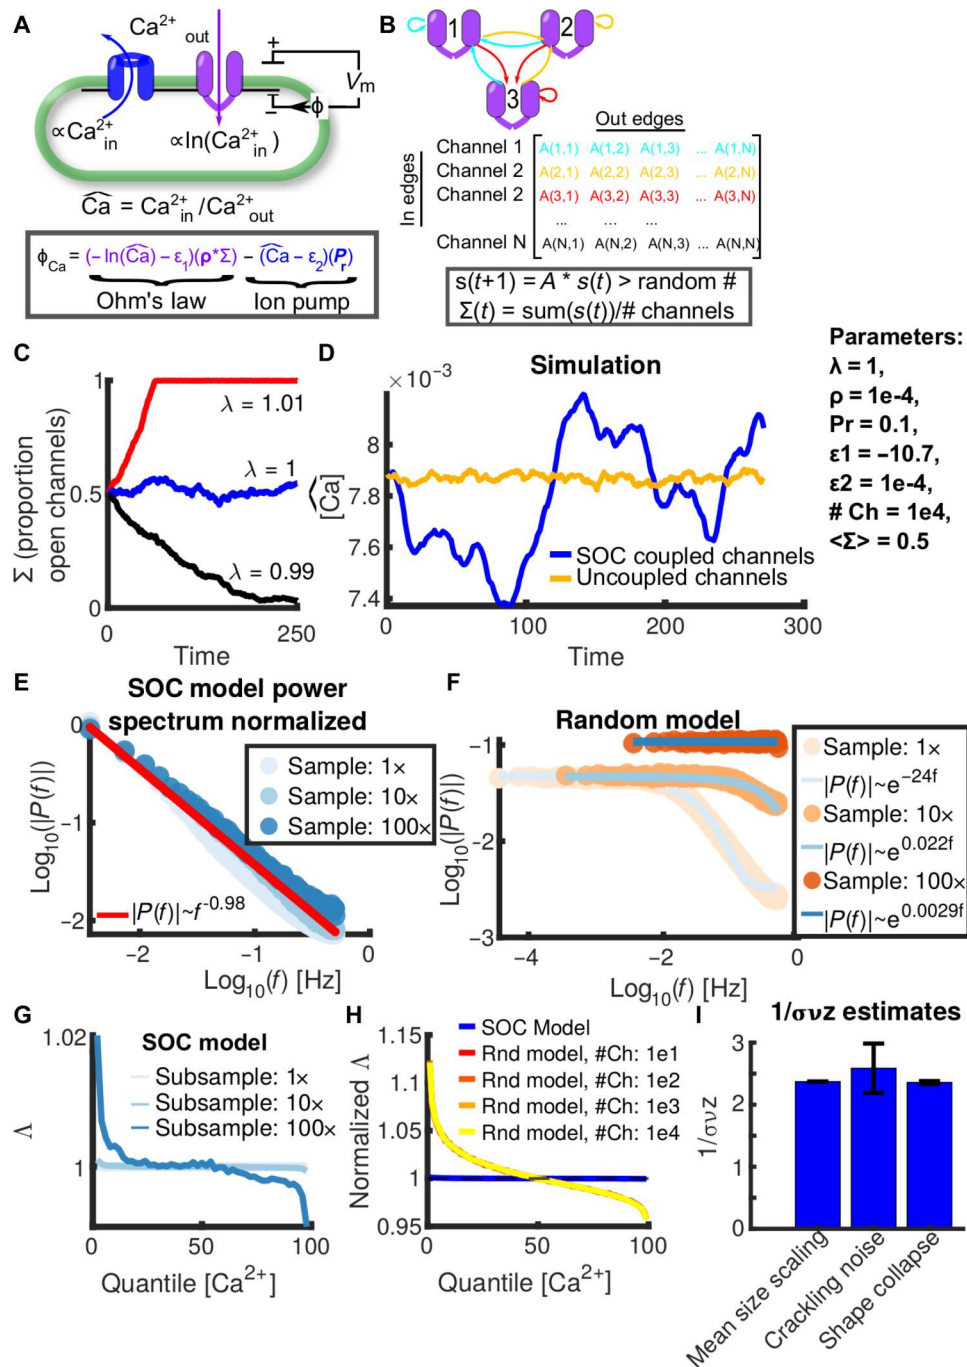 A
Ca2+ out
+
Vm
−
ϕ
∝Ca2+in
∝ln(Ca2+in)
Ca = Ca2+in/Ca2+out
ϕCa = (−ln(Ca) − ε1)(ρ*Σ) − (Ca − ε2)(Pr)
Ohm's law Ion pump
B
1 2
3
Out edges
In edges
Channel 1 A(1,1) A(1,2) A(1,3) ... A(1,N)
Channel 2 A(2,1) A(2,2) A(2,3) ... A(2,N)
Channel 2 A(3,1) A(3,2) A(3,3) ... A(3,N)
... ... ...
Channel N A(N,1) A(N,2) A(N,3) ... A(N,N)
s(t+1) = A * s(t) > random #
Σ(t) = sum(s(t))/# channels
C
Σ (proportion
open channels)
1
0.5
0
λ = 1.01
λ = 1
λ = 0.99
0 250
Time
D
×10−3
Simulation
[Ca]
8
7.8
7.6
7.4
SOC coupled channels
Uncoupled channels
0 100 200 300
Time
Parameters:
λ = 1,
ρ = 1e-4,
Pr = 0.1,
ε1 = −10.7,
ε2 = 1e-4,
# Ch = 1e4,
<Σ> = 0.5
E
SOC model power
spectrum normalized
Log10(|P(f)|)
0
−1
−2
Sample: 1×
Sample: 10×
Sample: 100×
|P(f)|~f−0.98
−2 −1 0
Log10(f) [Hz]
F
Random model
Log10(|P(f)|)
−1
−2
−3
Sample: 1×
|P(f)|~e−24f
Sample: 10×
|P(f)|~e0.022f
Sample: 100×
|P(f)|~e0.0029f
−4 −2 0
Log10(f) [Hz]
G
SOC model
Λ
1.02
1
Subsample: 1×
Subsample: 10×
Subsample: 100×
0 100
Quantile [Ca2+]
H
Normalized Λ
1.15
1.1
1.05
1
0.95
SOC Model
Rnd model, #Ch: 1e1
Rnd model, #Ch: 1e2
Rnd model, #Ch: 1e3
Rnd model, #Ch: 1e4
0 100
Quantile [Ca2+]
I
1/σνz estimates
1/σνz
3
2
1
0
Mean size scaling
Crackling noise
Shape collapse